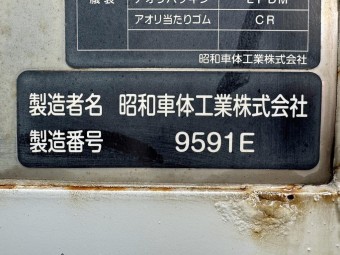 EPDM
アオリ当たりゴム CR
昭和車体工業株式会社
製造者名 昭和車体工業株式会社
製造番号 9591E